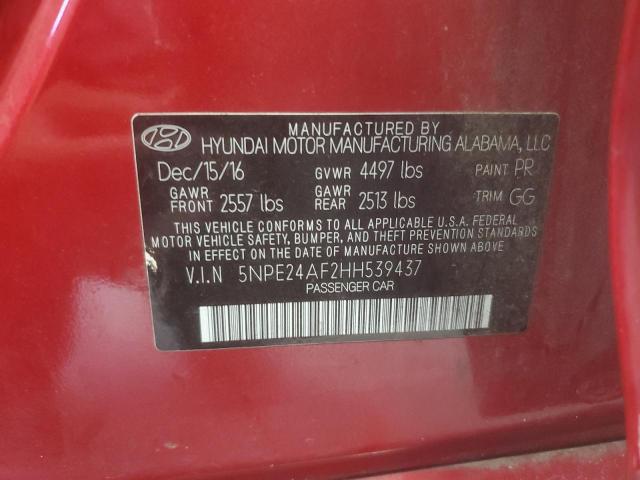 MANUFACTURED BY
HYUNDAI MOTOR MANUFACTURING ALABAMA, LLC
Dec/15/16 GVWR 4497 lbs PAINT PR
GAWR FRONT 2557 lbs GAWR REAR 2513 lbs TRIM GG
THIS VEHICLE CONFORMS TO ALL APPLICABLE U.S.A. FEDERAL
MOTOR VEHICLE SAFETY, BUMPER, AND THEFT PREVENTION
STANDARDS IN EFFECT ON THE DATE OF MANUFACTURE SHOWN ABOVE.
V.I.N 5NPE24AF2HH539437
PASSENGER CAR